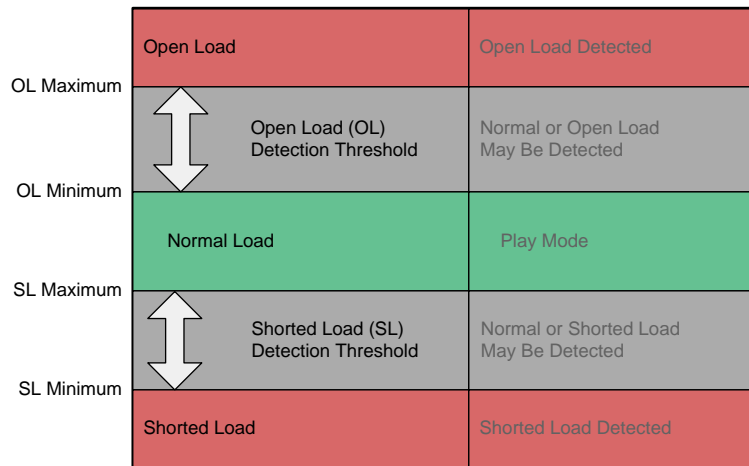 Open Load
Open Load Detected
OL Maximum
Open Load (OL)
Detection Threshold
Normal or Open Load
May Be Detected
OL Minimum
Normal Load
Play Mode
SL Maximum
Shorted Load (SL)
Detection Threshold
Normal or Shorted Load
May Be Detected
SL Minimum
Shorted Load
Shorted Load Detected